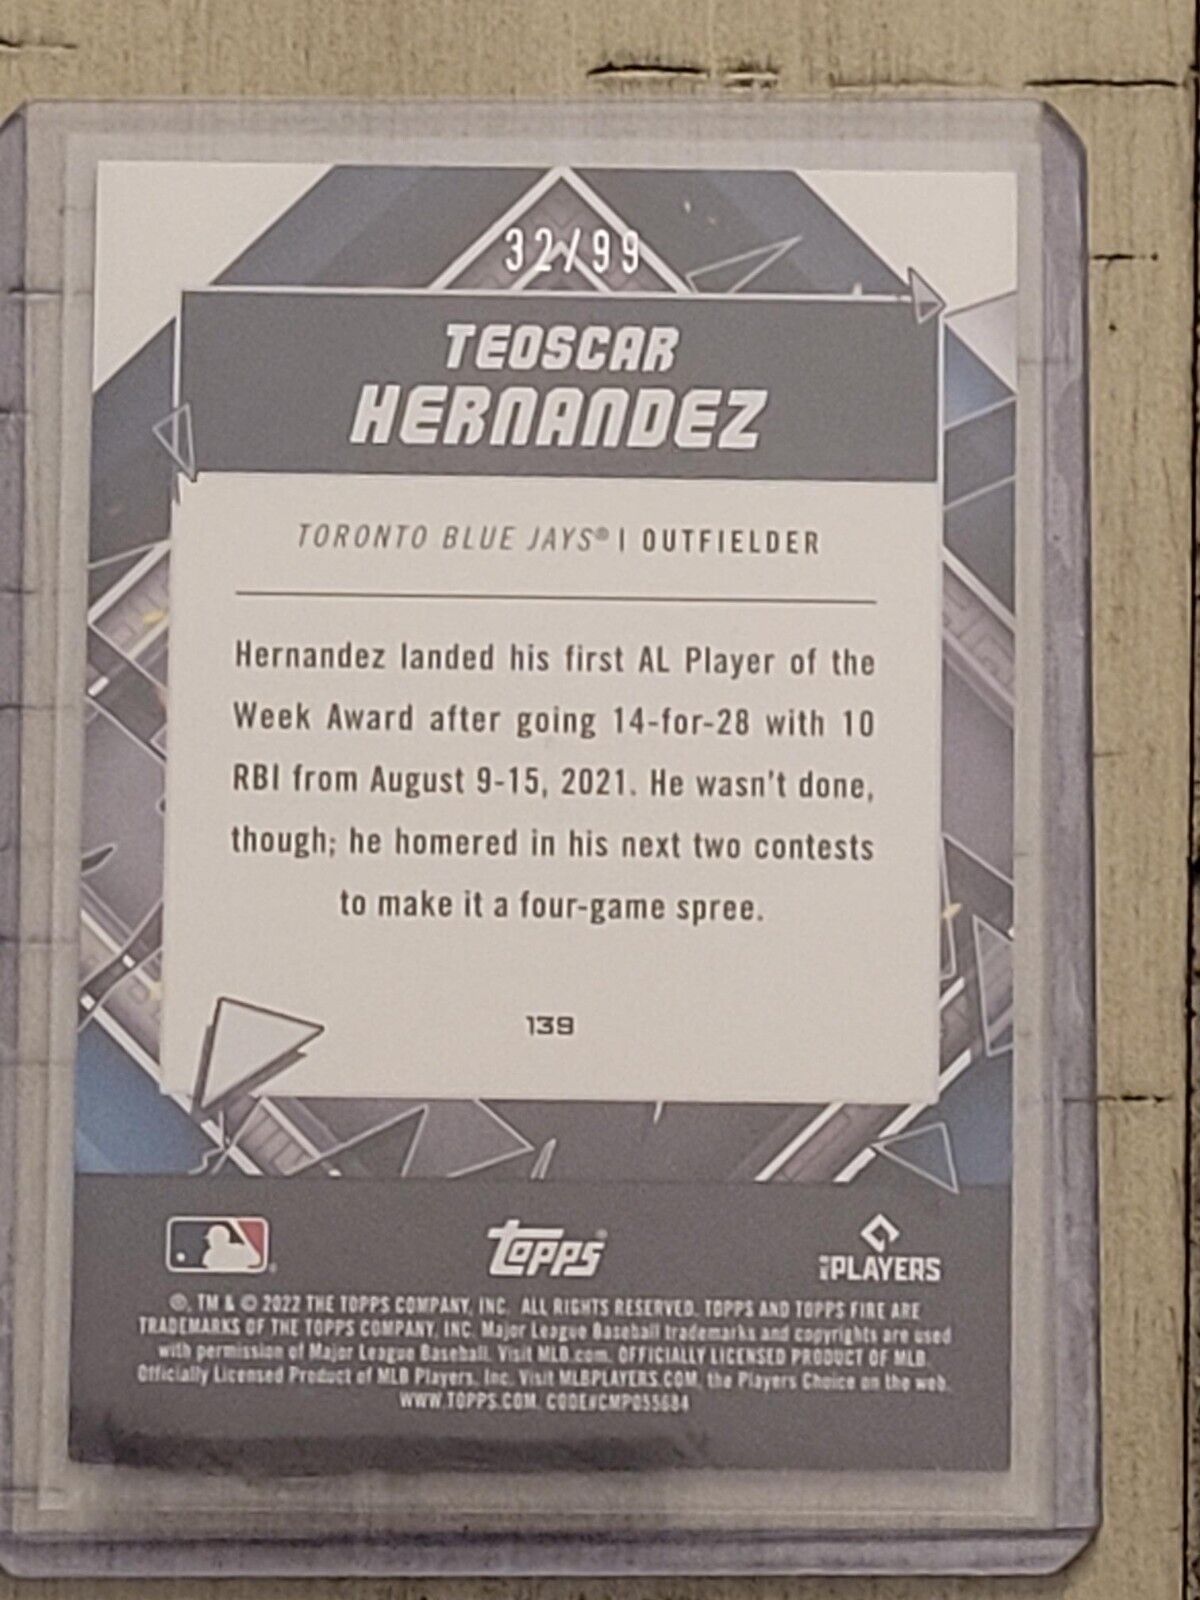 32/99
TEOSCAR
HERNANDEZ
TORONTO BLUE JAYS® | OUTFIELDER
Hernandez landed his first AL Player of the
Week Award after going 14-for-28 with 10
RBI from August 9-15, 2021. He wasn't done,
though; he homered in his next two contests
to make it a four-game spree.
139
Topps®
MLB PLAYERS
®, TM & © 2022 THE TOPPS COMPANY, INC. ALL RIGHTS RESERVED. TOPPS AND TOPPS FIRE ARE
TRADEMARKS OF THE TOPPS COMPANY, INC. Major League Baseball trademarks and copyrights are used
with permission of Major League Baseball. Visit MLB.com. OFFICIALLY LICENSED PRODUCT OF MLB
Officially Licensed Product of MLB Players, Inc. Visit MLBPLAYERS.COM, the Players Choice on the web.
WWW.TOPPS.COM. CODE#CMP055684